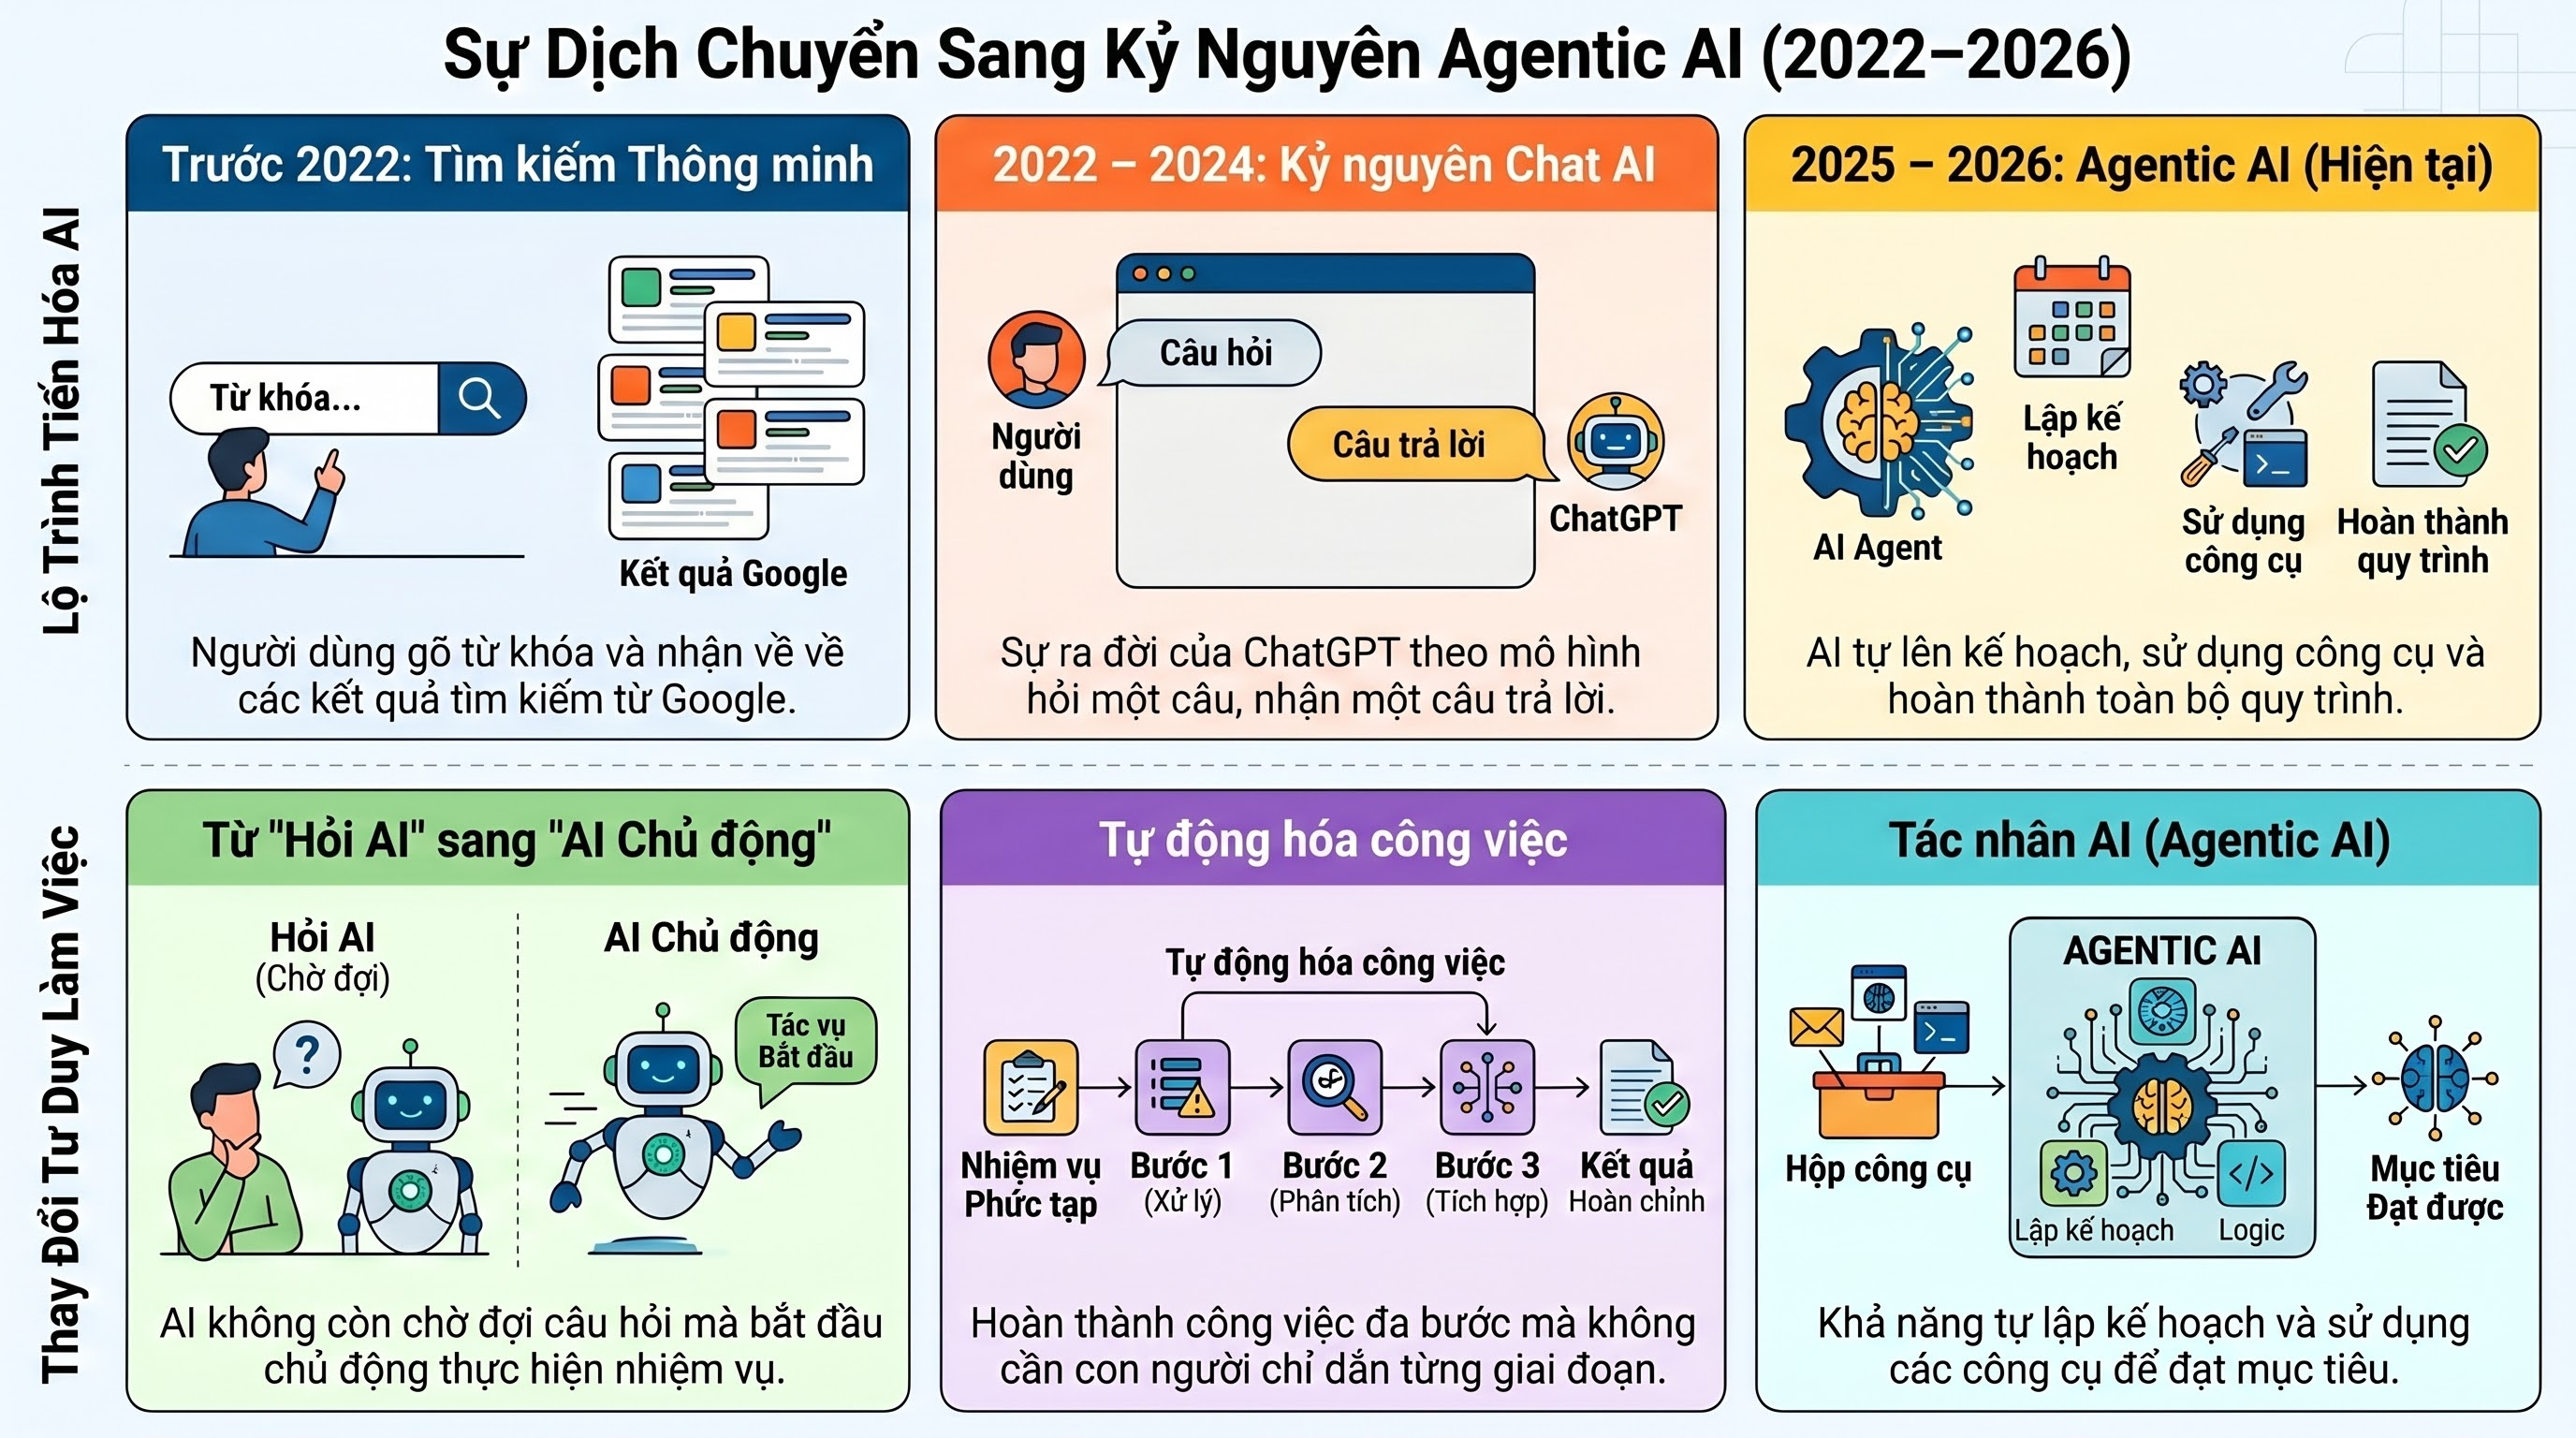 Sự Dịch Chuyển Sang Kỷ Nguyên Agentic AI (2022–2026)
Lộ Trình Tiến Hóa AI
Trước 2022: Tìm kiếm Thông minh
Từ khóa...
Kết quả Google
Người dùng gõ từ khóa và nhận về về
các kết quả tìm kiếm từ Google.
2022 – 2024: Kỷ nguyên Chat AI
Câu hỏi
Người
dùng
Câu trả lời
ChatGPT
Sự ra đời của ChatGPT theo mô hình
hỏi một câu, nhận một câu trả lời.
2025 – 2026: Agentic AI (Hiện tại)
AI Agent
Lập kế
hoạch
Sử dụng
công cụ
Hoàn thành
quy trình
AI tự lên kế hoạch, sử dụng công cụ và
hoàn thành toàn bộ quy trình.
Thay Đổi Tư Duy Làm Việc
Từ "Hỏi AI" sang "AI Chủ động"
Hỏi AI
(Chờ đợi)
?
AI Chủ động
Tác vụ
Bắt đầu
AI không còn chờ đợi câu hỏi mà bắt đầu
chủ động thực hiện nhiệm vụ.
Tự động hóa công việc
Tự động hóa công việc
Nhiệm vụ
Phức tạp
Bước 1
(Xử lý)
Bước 2
(Phân tích)
Bước 3
(Tích hợp)
Kết quả
Hoàn chỉnh
Hoàn thành công việc đa bước mà không
cần con người chỉ dẫn từng giai đoạn.
Tác nhân AI (Agentic AI)
Hộp công cụ
AGENTIC AI
</>
Lập kế hoạch
Logic
Mục tiêu
Đạt được
Khả năng tự lập kế hoạch và sử dụng
các công cụ để đạt mục tiêu.